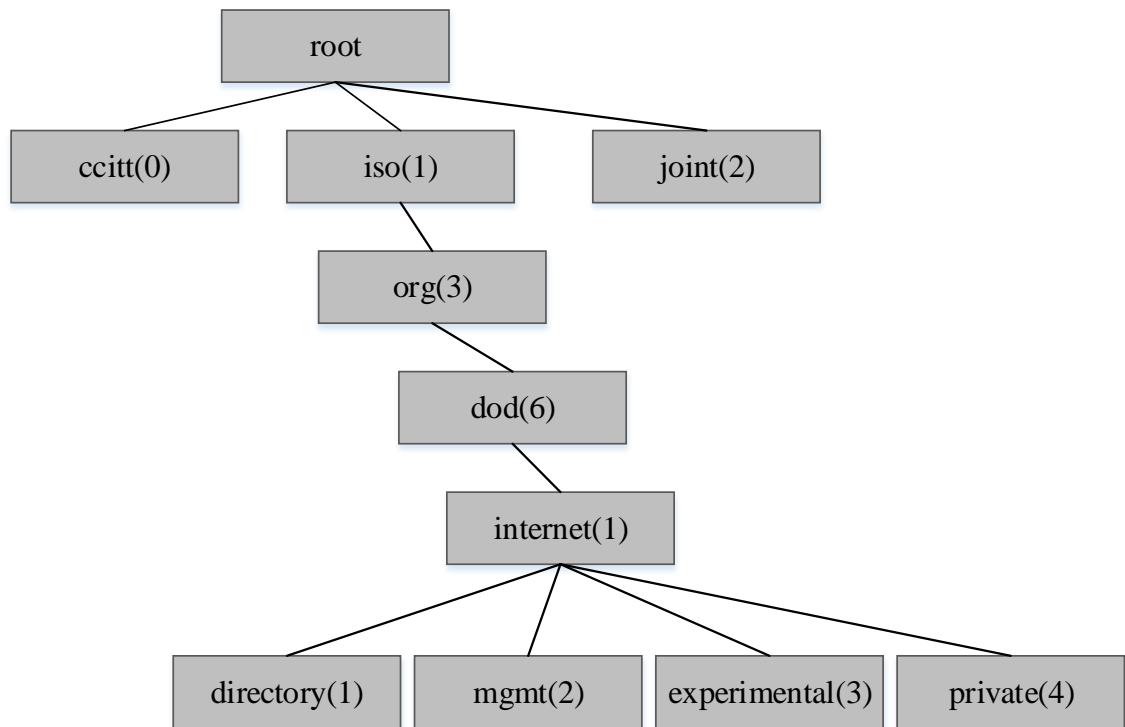 root
ccitt(0)
iso(1)
joint(2)
org(3)
dod(6)
internet(1)
directory(1)
mgmt(2)
experimental(3)
private(4)